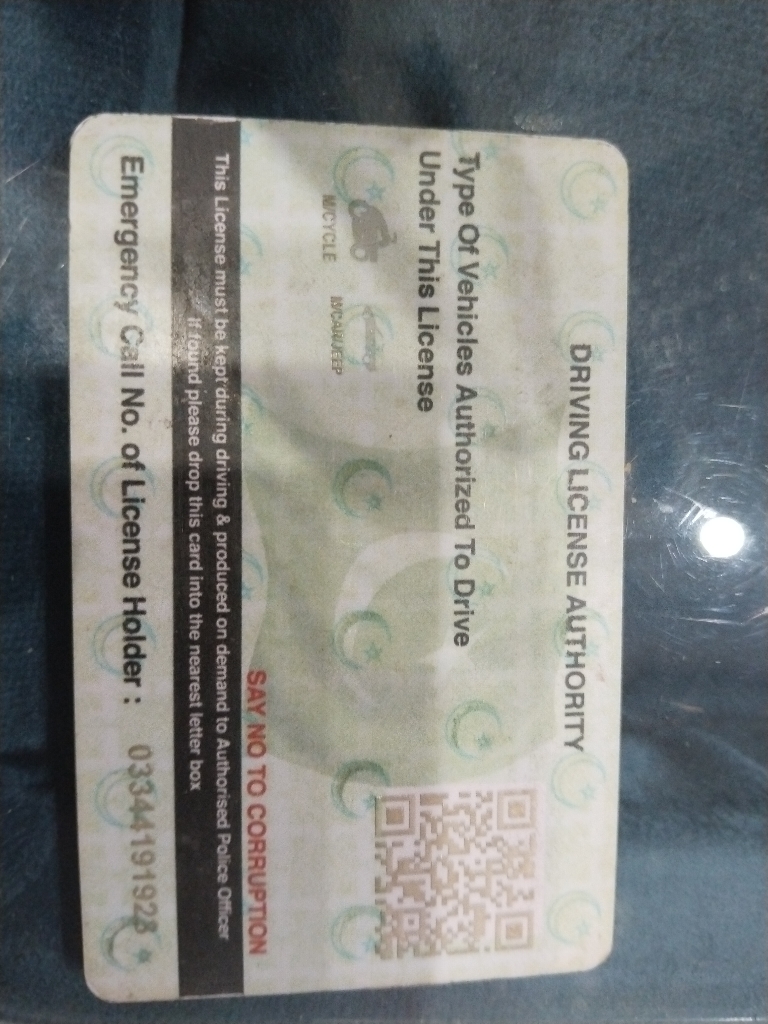 DRIVING LICENSE AUTHORITY
Type Of Vehicles Authorized To Drive
Under This License
M/CYCLE
M/CAR/JEEP
SAY NO TO CORRUPTION
This License must be kept during driving & produced on demand to Authorised Police Officer
If found please drop this card into the nearest letter box
Emergency Call No. of License Holder : 03344191928